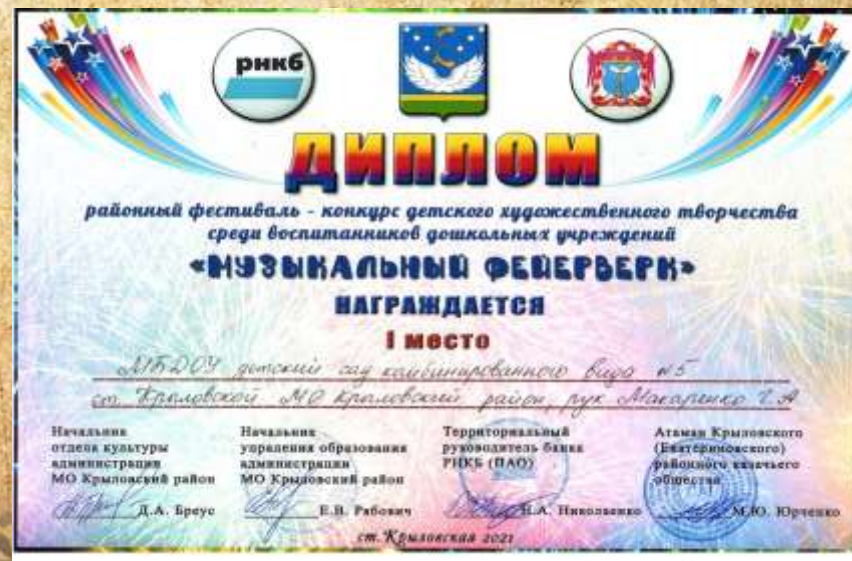 рнкб
ДИПЛОМ
районный фестиваль - конкурс детского художественного творчества
среди воспитанников дошкольных учреждений
«МУЗЫКАЛЬНЫЙ ФЕЙЕРВЕРК»
НАГРАЖДАЕТСЯ
I место
МБДОУ детский сад комбинированного вида №5
ст. Крыловской МО Крыловский район, рук Макаренко
Начальник
отдела культуры
администрации
МО Крыловский район
Д.А. Бреус
Начальник
управления образования
администрации
МО Крыловский район
Е.В. Рабович
Территориальный
руководитель банка
РНКБ (ПАО)
Н.А. Николаенко
Атаман Крыловского
(Екатериновского)
районного казачьего
общества
М.Ю. Юрченко
ст. Крыловская 2021